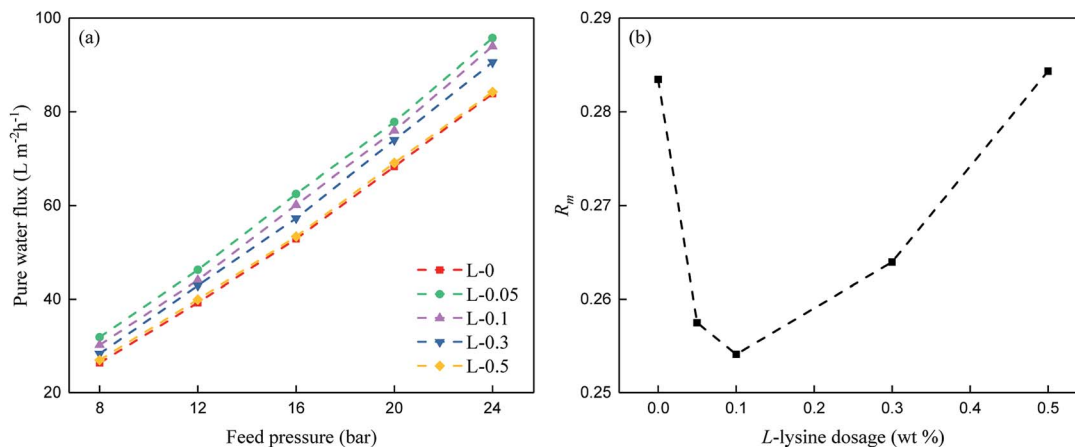 (a)
Pure water flux (L m⁻²h⁻¹)
100
80
60
40
20
8
12
16
20
24
Feed pressure (bar)
L-0
L-0.05
L-0.1
L-0.3
L-0.5
(b)
Rₘ
0.29
0.28
0.27
0.26
0.25
0.0
0.1
0.2
0.3
0.4
0.5
L-lysine dosage (wt %)